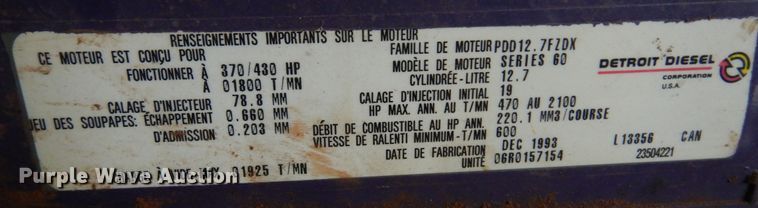 RENSEIGNEMENTS IMPORTANTS SUR LE MOTEUR
CE MOTEUR EST CONÇU POUR
FONCTIONNER À 370/430 HP
À 01800 T/MN
CALAGE D'INJECTEUR 78.8 MM
JEU DES SOUPAPES: ÉCHAPPEMENT 0.660 MM
D'ADMISSION 0.203 MM
01925 T/MN
FAMILLE DE MOTEUR PDD12.7FZDX
MODÈLE DE MOTEUR SERIES 60
CYLINDRÉE-LITRE 12.7
CALAGE D'INJECTION INITIAL 19
HP MAX. ANN. AU T/MN 470 AU 2100
DÉBIT DE COMBUSTIBLE AU HP ANN. 220.1 MM3/COURSE
VITESSE DE RALENTI MINIMUM-T/MN 600
DATE DE FABRICATION DEC 1993
UNITÉ 06R0157154
DETROIT DIESEL
CORPORATION
U.S.A.
L13356 CAN
23504221
Purple Wave Auction